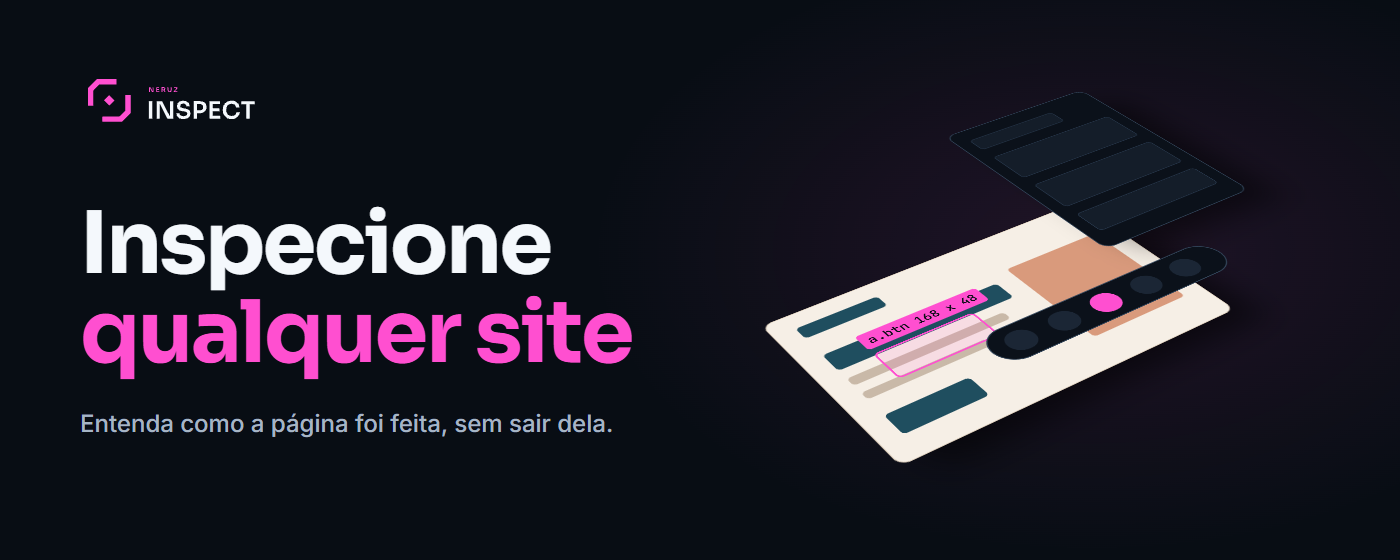 NERUZ
INSPECT
Inspecione
qualquer site
Entenda como a página foi feita, sem sair dela.
a.btn 168 x 48